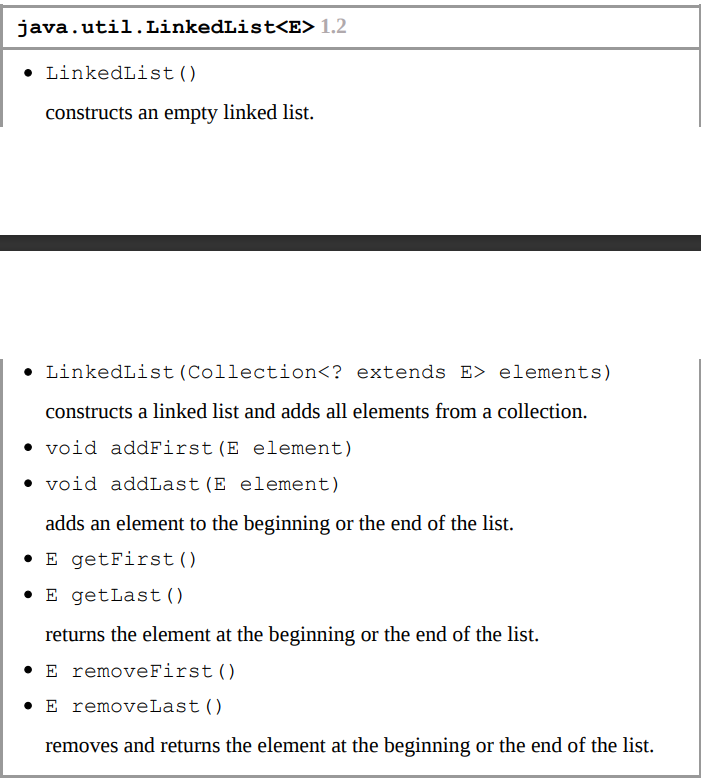 java.util.LinkedList<E> 1.2
• LinkedList()
constructs an empty linked list.
• LinkedList(Collection<? extends E> elements)
constructs a linked list and adds all elements from a collection.
• void addFirst(E element)
• void addLast(E element)
adds an element to the beginning or the end of the list.
• E getFirst()
• E getLast()
returns the element at the beginning or the end of the list.
• E removeFirst()
• E removeLast()
removes and returns the element at the beginning or the end of the list.